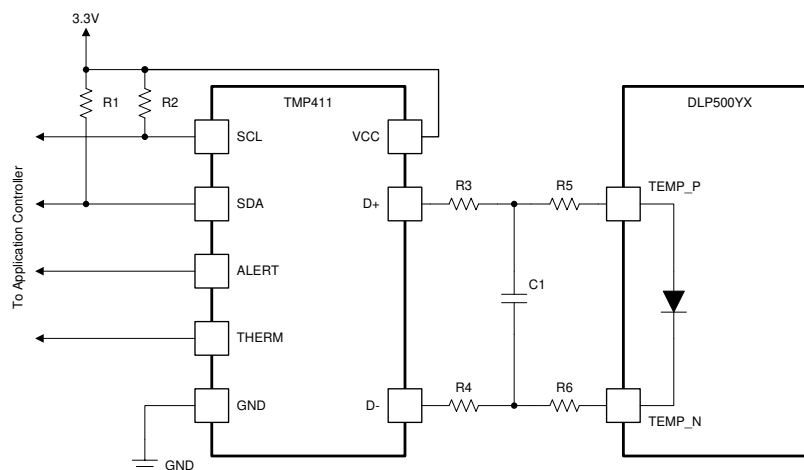 3.3V
R1
R2
TMP411
DLP500YX
SCL
VCC
SDA
D+
R3
R5
TEMP_P
To Application Controller
ALERT
C1
THERM
GND
D-
R4
R6
TEMP_N
GND